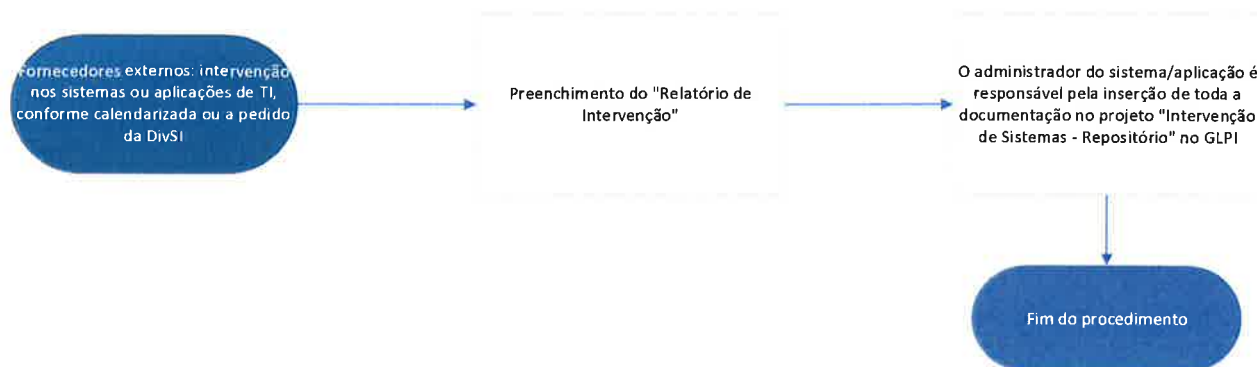 Fornecedores externos: intervenção
nos sistemas ou aplicações de TI,
conforme calendarizada ou a pedido
da DivSI
Preenchimento do "Relatório de
Intervenção"
O administrador do sistema/aplicação é
responsável pela inserção de toda a
documentação no projeto "Intervenção
de Sistemas - Repositório" no GLPI
Fim do procedimento